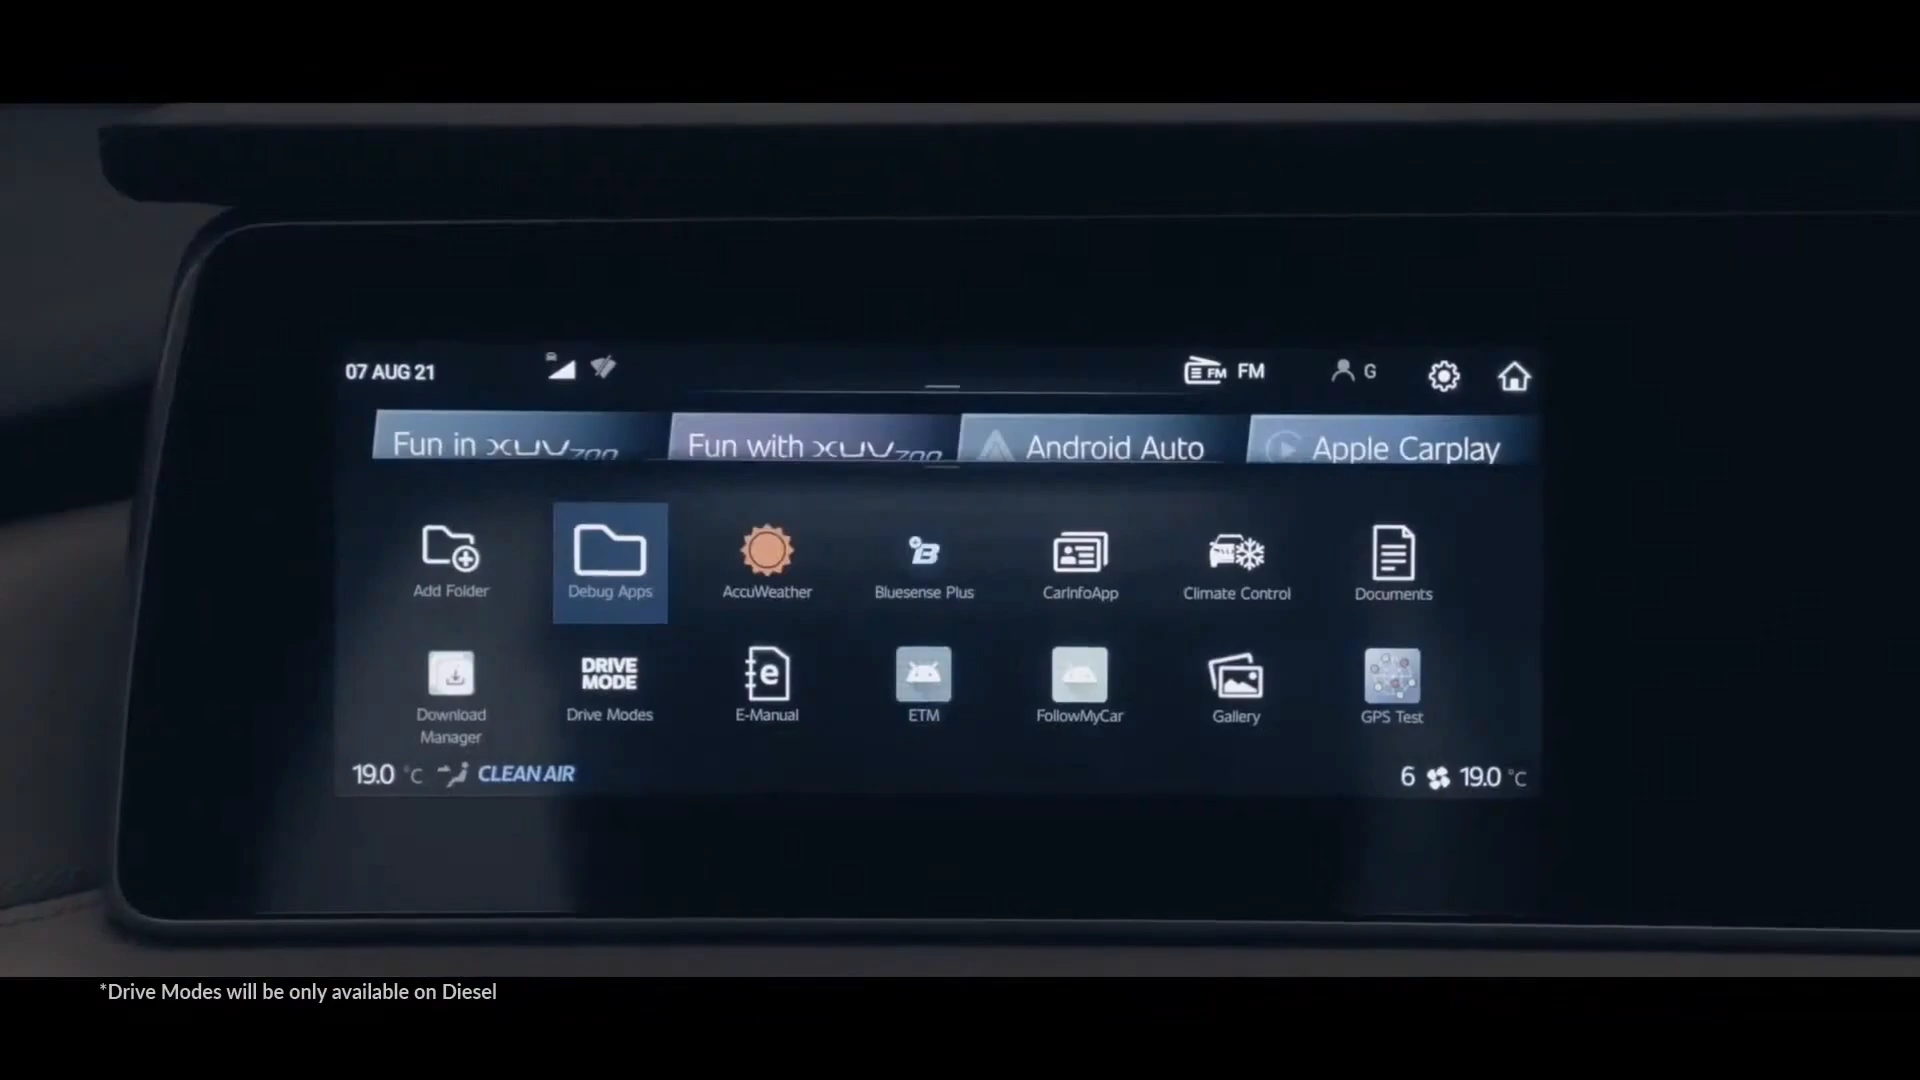 07 AUG 21
FM FM
G
Fun in XUV700
Fun with XUV700
Android Auto
Apple Carplay
Add Folder
Debug Apps
AccuWeather
B
Bluesense Plus
CarInfoApp
Climate Control
Documents
Download
Manager
DRIVE
MODE
Drive Modes
e
E-Manual
ETM
FollowMyCar
Gallery
GPS Test
19.0 °C CLEAN AIR
6 19.0 °C
*Drive Modes will be only available on Diesel